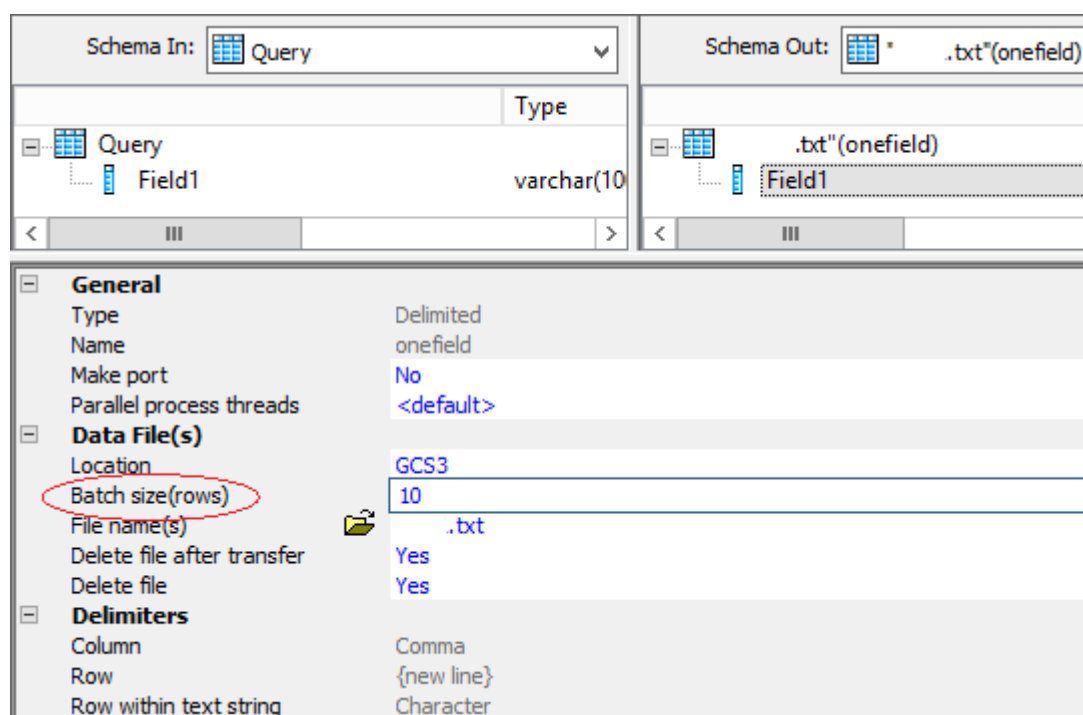 Schema In: Query
Schema Out: " .txt"(onefield)
Type
Query
.txt"(onefield)
Field1 varchar(10
Field1
General
Type Delimited
Name onefield
Make port No
Parallel process threads <default>
Data File(s)
Location GCS3
Batch size(rows) 10
File name(s) .txt
Delete file after transfer Yes
Delete file Yes
Delimiters
Column Comma
Row {new line}
Row within text string Character